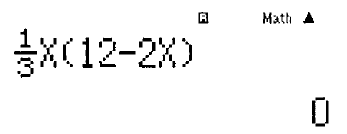 R Math ▲
1/3X(12-2X)
0